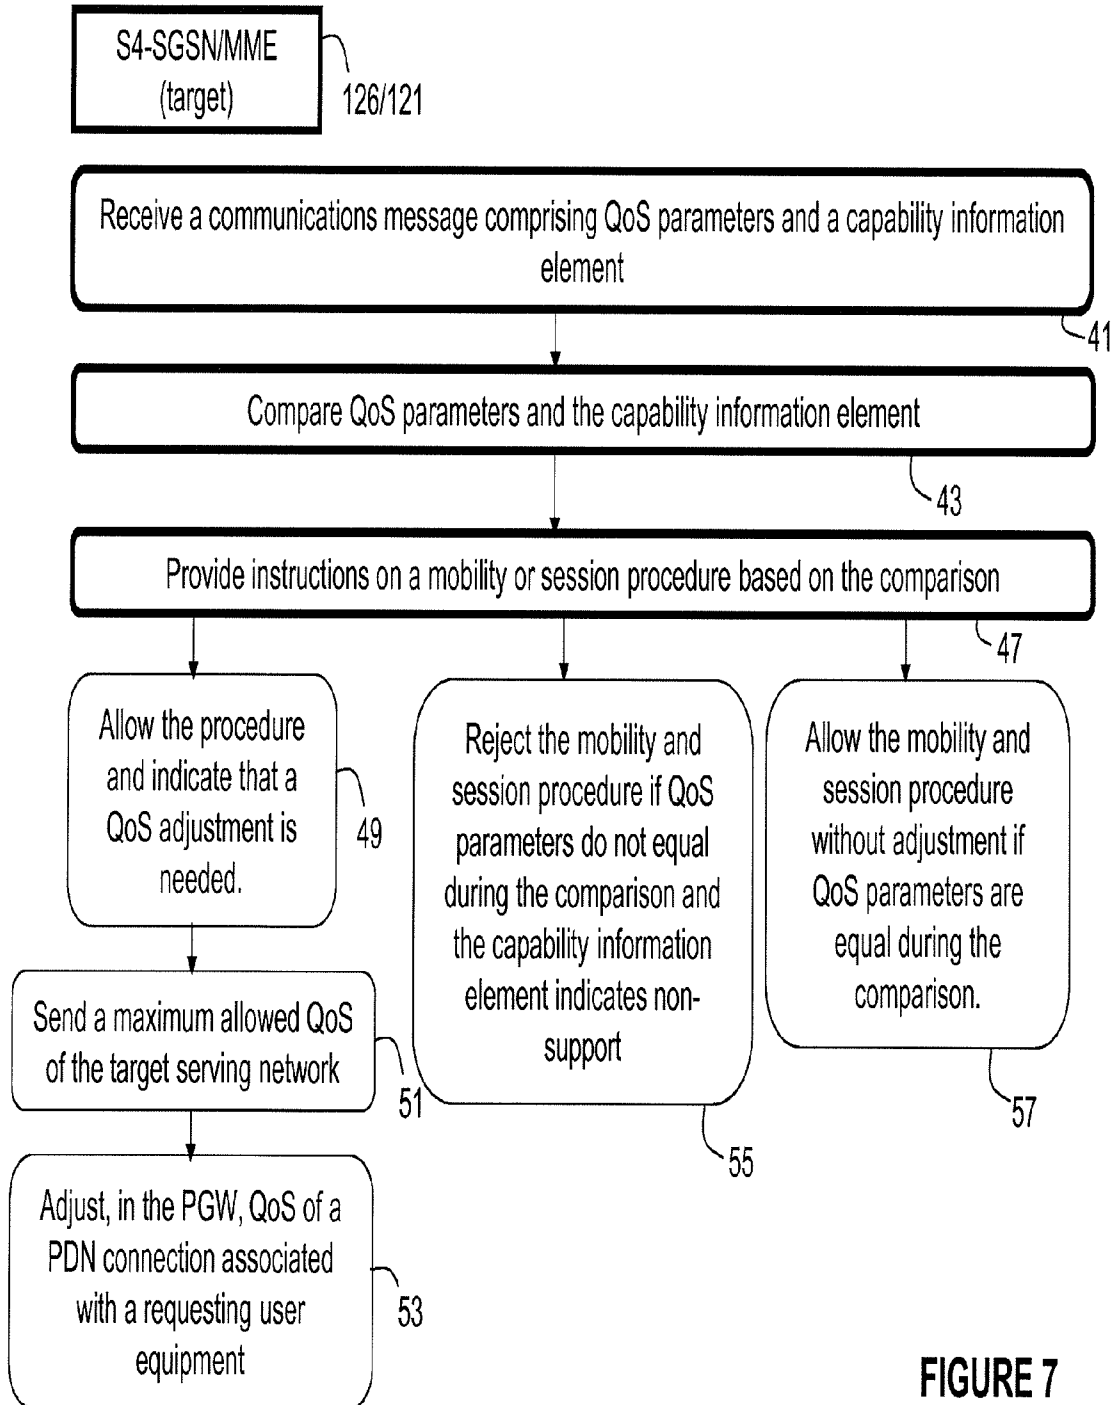 S4-SGSN/MME
(target)
126/121
Receive a communications message comprising QoS parameters and a capability information
element
41
Compare QoS parameters and the capability information element
43
Provide instructions on a mobility or session procedure based on the comparison
47
Allow the procedure
and indicate that a
QoS adjustment is
needed.
49
Send a maximum allowed QoS
of the target serving network
51
Adjust, in the PGW, QoS of a
PDN connection associated
with a requesting user
equipment
53
Reject the mobility and
session procedure if QoS
parameters do not equal
during the comparison and
the capability information
element indicates non-
support
55
Allow the mobility and
session procedure
without adjustment if
QoS parameters are
equal during the
comparison.
57
FIGURE 7